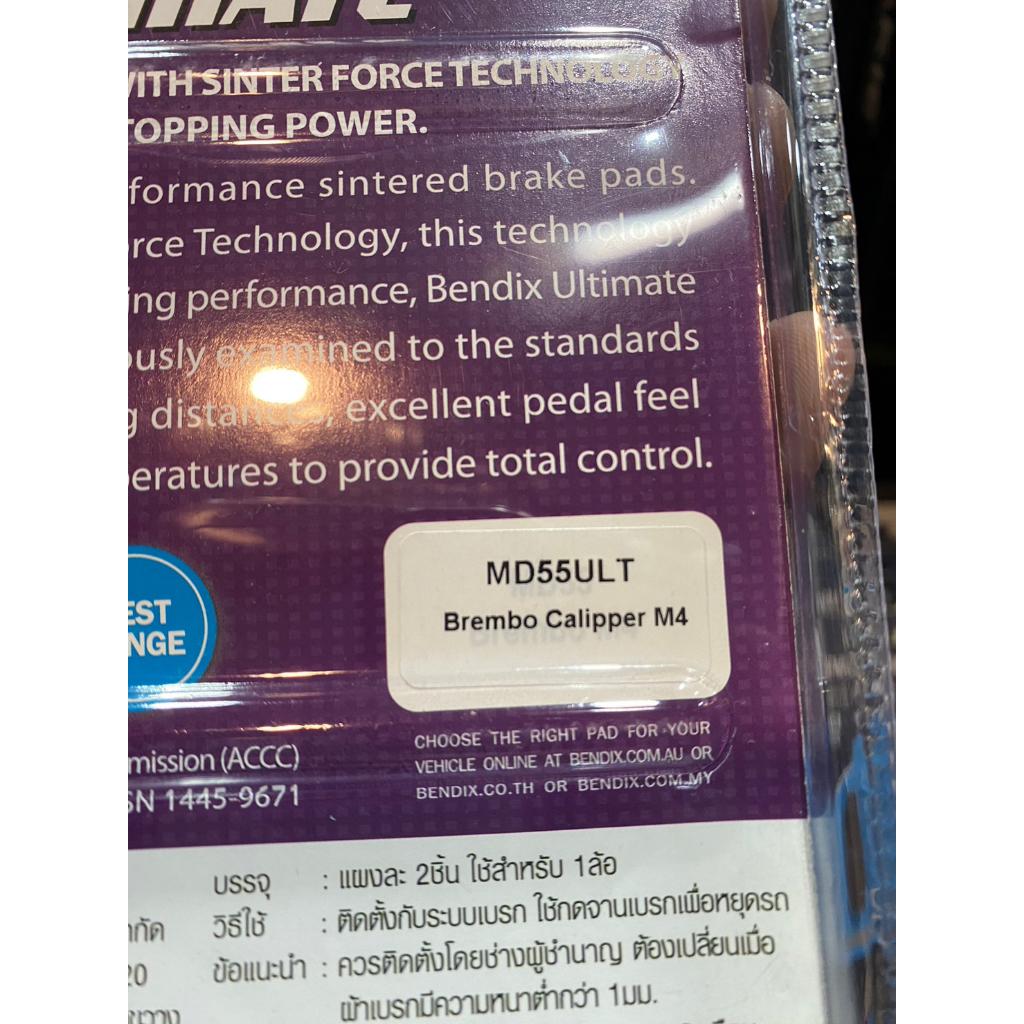 WITH SINTER FORCE TECHNOLOGY
TOPPING POWER.
formance sintered brake pads.
rce Technology, this technology
ing performance, Bendix Ultimate
ously examined to the standards
g distances, excellent pedal feel
peratures to provide total control.
EST
NGE
MD55ULT
Brembo Calipper M4
mission (ACCC)
SN 1445-9671
CHOOSE THE RIGHT PAD FOR YOUR
VEHICLE ONLINE AT BENDIX.COM.AU OR
BENDIX.CO.TH OR BENDIX.COM.MY
บรรจุ : แผงละ 2ชิ้น ใช้สำหรับ 1ล้อ
กัด วิธีใช้ : ติดตั้งกับระบบเบรก ใช้กดจานเบรกเพื่อหยุดรถ
20 ข้อแนะนำ : ควรติดตั้งโดยช่างผู้ชำนาญ ต้องเปลี่ยนเมื่อ
ผ้าเบรกมีความหนาต่ำกว่า 1มม.